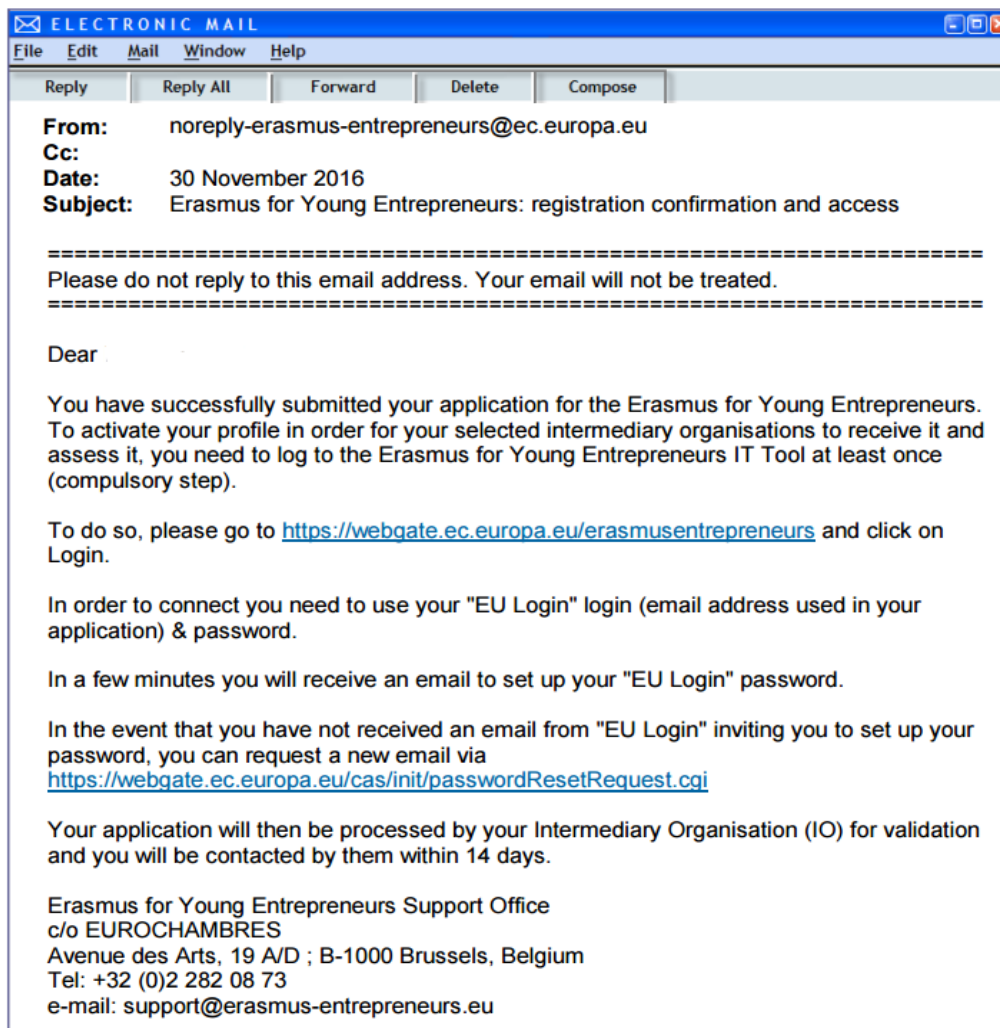 ELECTRONIC MAIL
File Edit Mail Window Help
Reply Reply All Forward Delete Compose
From: noreply-erasmus-entrepreneurs@ec.europa.eu
Cc:
Date: 30 November 2016
Subject: Erasmus for Young Entrepreneurs: registration confirmation and access
======================================================================
Please do not reply to this email address. Your email will not be treated.
======================================================================
Dear
You have successfully submitted your application for the Erasmus for Young Entrepreneurs.
To activate your profile in order for your selected intermediary organisations to receive it and
assess it, you need to log to the Erasmus for Young Entrepreneurs IT Tool at least once
(compulsory step).
To do so, please go to https://webgate.ec.europa.eu/erasmusentrepreneurs and click on
Login.
In order to connect you need to use your "EU Login" login (email address used in your
application) & password.
In a few minutes you will receive an email to set up your "EU Login" password.
In the event that you have not received an email from "EU Login" inviting you to set up your
password, you can request a new email via
https://webgate.ec.europa.eu/cas/init/passwordResetRequest.cgi
Your application will then be processed by your Intermediary Organisation (IO) for validation
and you will be contacted by them within 14 days.
Erasmus for Young Entrepreneurs Support Office
c/o EUROCHAMBRES
Avenue des Arts, 19 A/D ; B-1000 Brussels, Belgium
Tel: +32 (0)2 282 08 73
e-mail: support@erasmus-entrepreneurs.eu